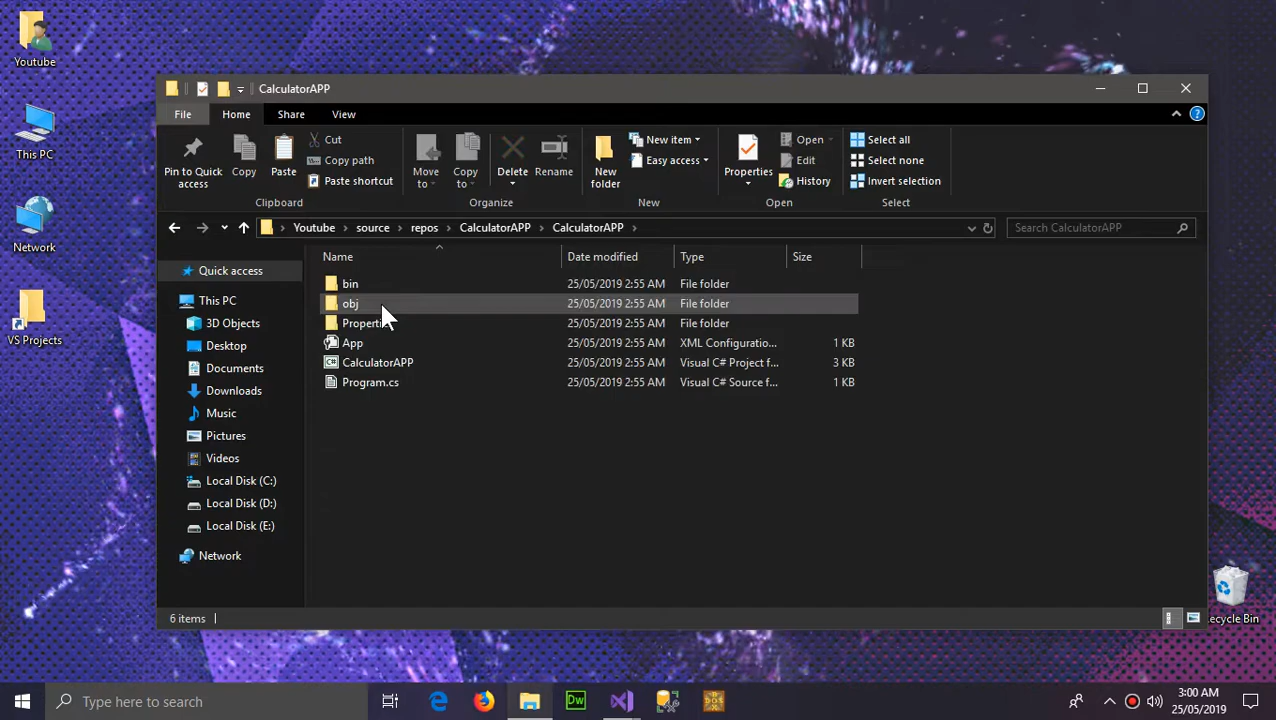 Youtube
This PC
Network
VS Projects
Recycle Bin
CalculatorAPP
File Home Share View
Pin to Quick access
Copy
Paste
Cut
Copy path
Paste shortcut
Clipboard
Move to
Copy to
Delete
Rename
Organize
New folder
New item
Easy access
New
Properties
Open
Edit
History
Open
Select all
Select none
Invert selection
Select
Youtube source repos CalculatorAPP CalculatorAPP
Search CalculatorAPP
Quick access
This PC
3D Objects
Desktop
Documents
Downloads
Music
Pictures
Videos
Local Disk (C:)
Local Disk (D:)
Local Disk (E:)
Network
Name Date modified Type Size
bin 25/05/2019 2:55 AM File folder
obj 25/05/2019 2:55 AM File folder
25/05/2019 2:55 AM File folder
App 25/05/2019 2:55 AM XML Configuratio... 1 KB
CalculatorAPP 25/05/2019 2:55 AM Visual C# Project f... 3 KB
Program.cs 25/05/2019 2:55 AM Visual C# Source f... 1 KB
6 items
Type here to search
Dw
3:00 AM
25/05/2019